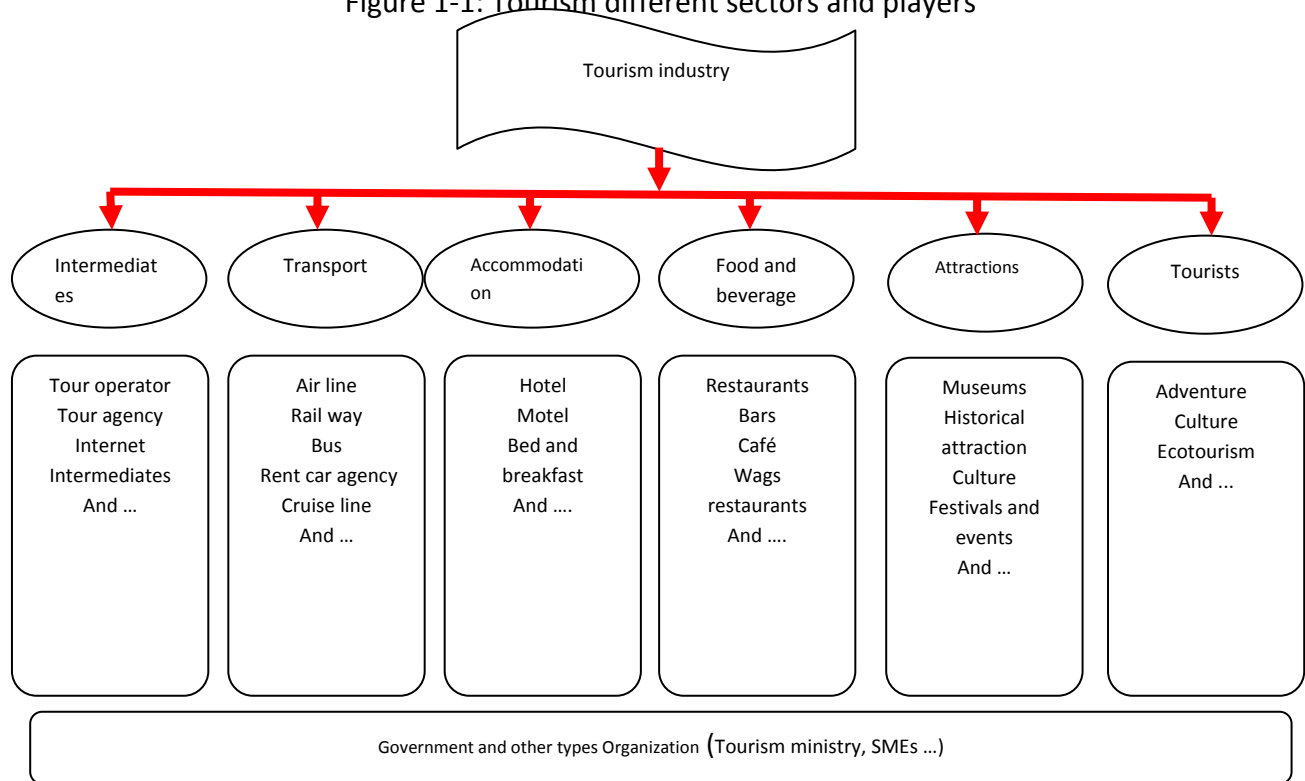 Figure 1-1: Tourism different sectors and players
Tourism industry
Intermediat
es
Transport
Accommodati
on
Food and
beverage
Attractions
Tourists
Tour operator
Tour agency
Internet
Intermediates
And …
Air line
Rail way
Bus
Rent car agency
Cruise line
And …
Hotel
Motel
Bed and
breakfast
And ….
Restaurants
Bars
Café
Wags
restaurants
And ….
Museums
Historical
attraction
Culture
Festivals and
events
And …
Adventure
Culture
Ecotourism
And ...
Government and other types Organization (Tourism ministry, SMEs …)